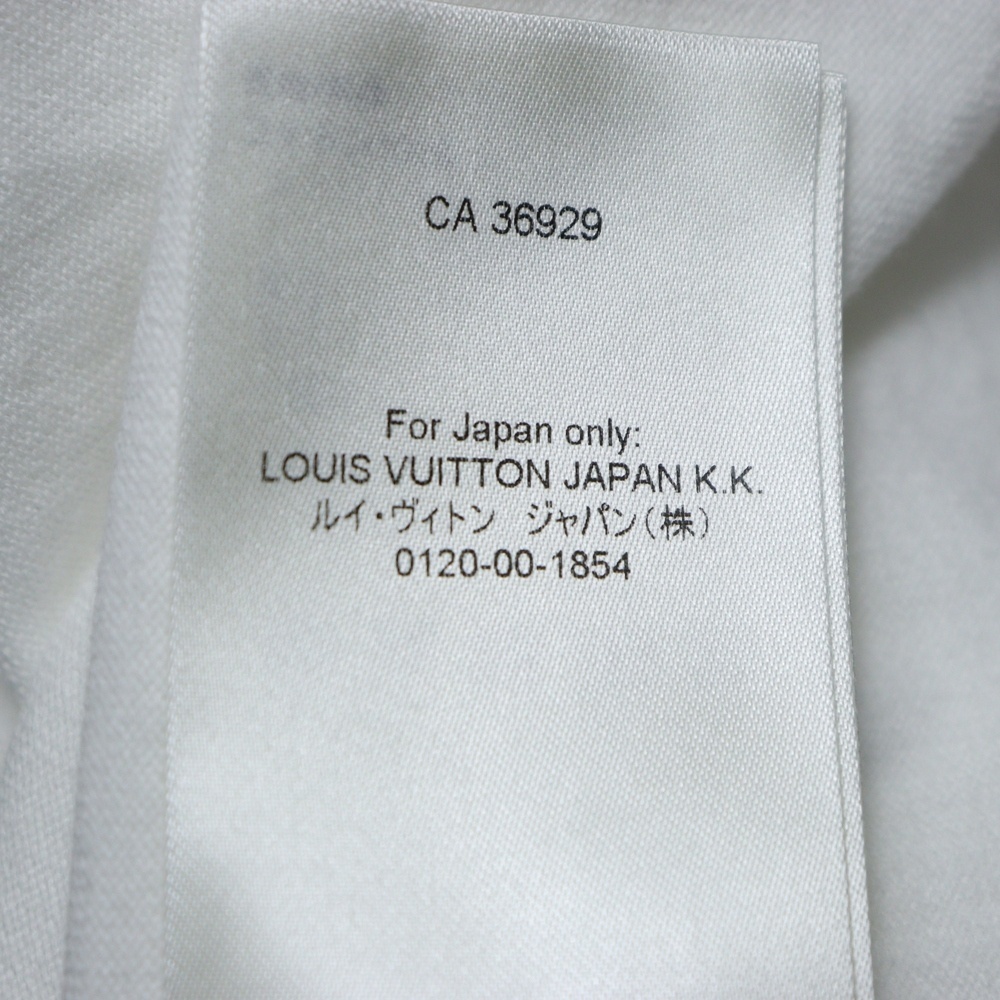 CA 36929
For Japan only:
LOUIS VUITTON JAPAN K.K.
ルイ・ヴィトン　ジャパン(株)
0120-00-1854